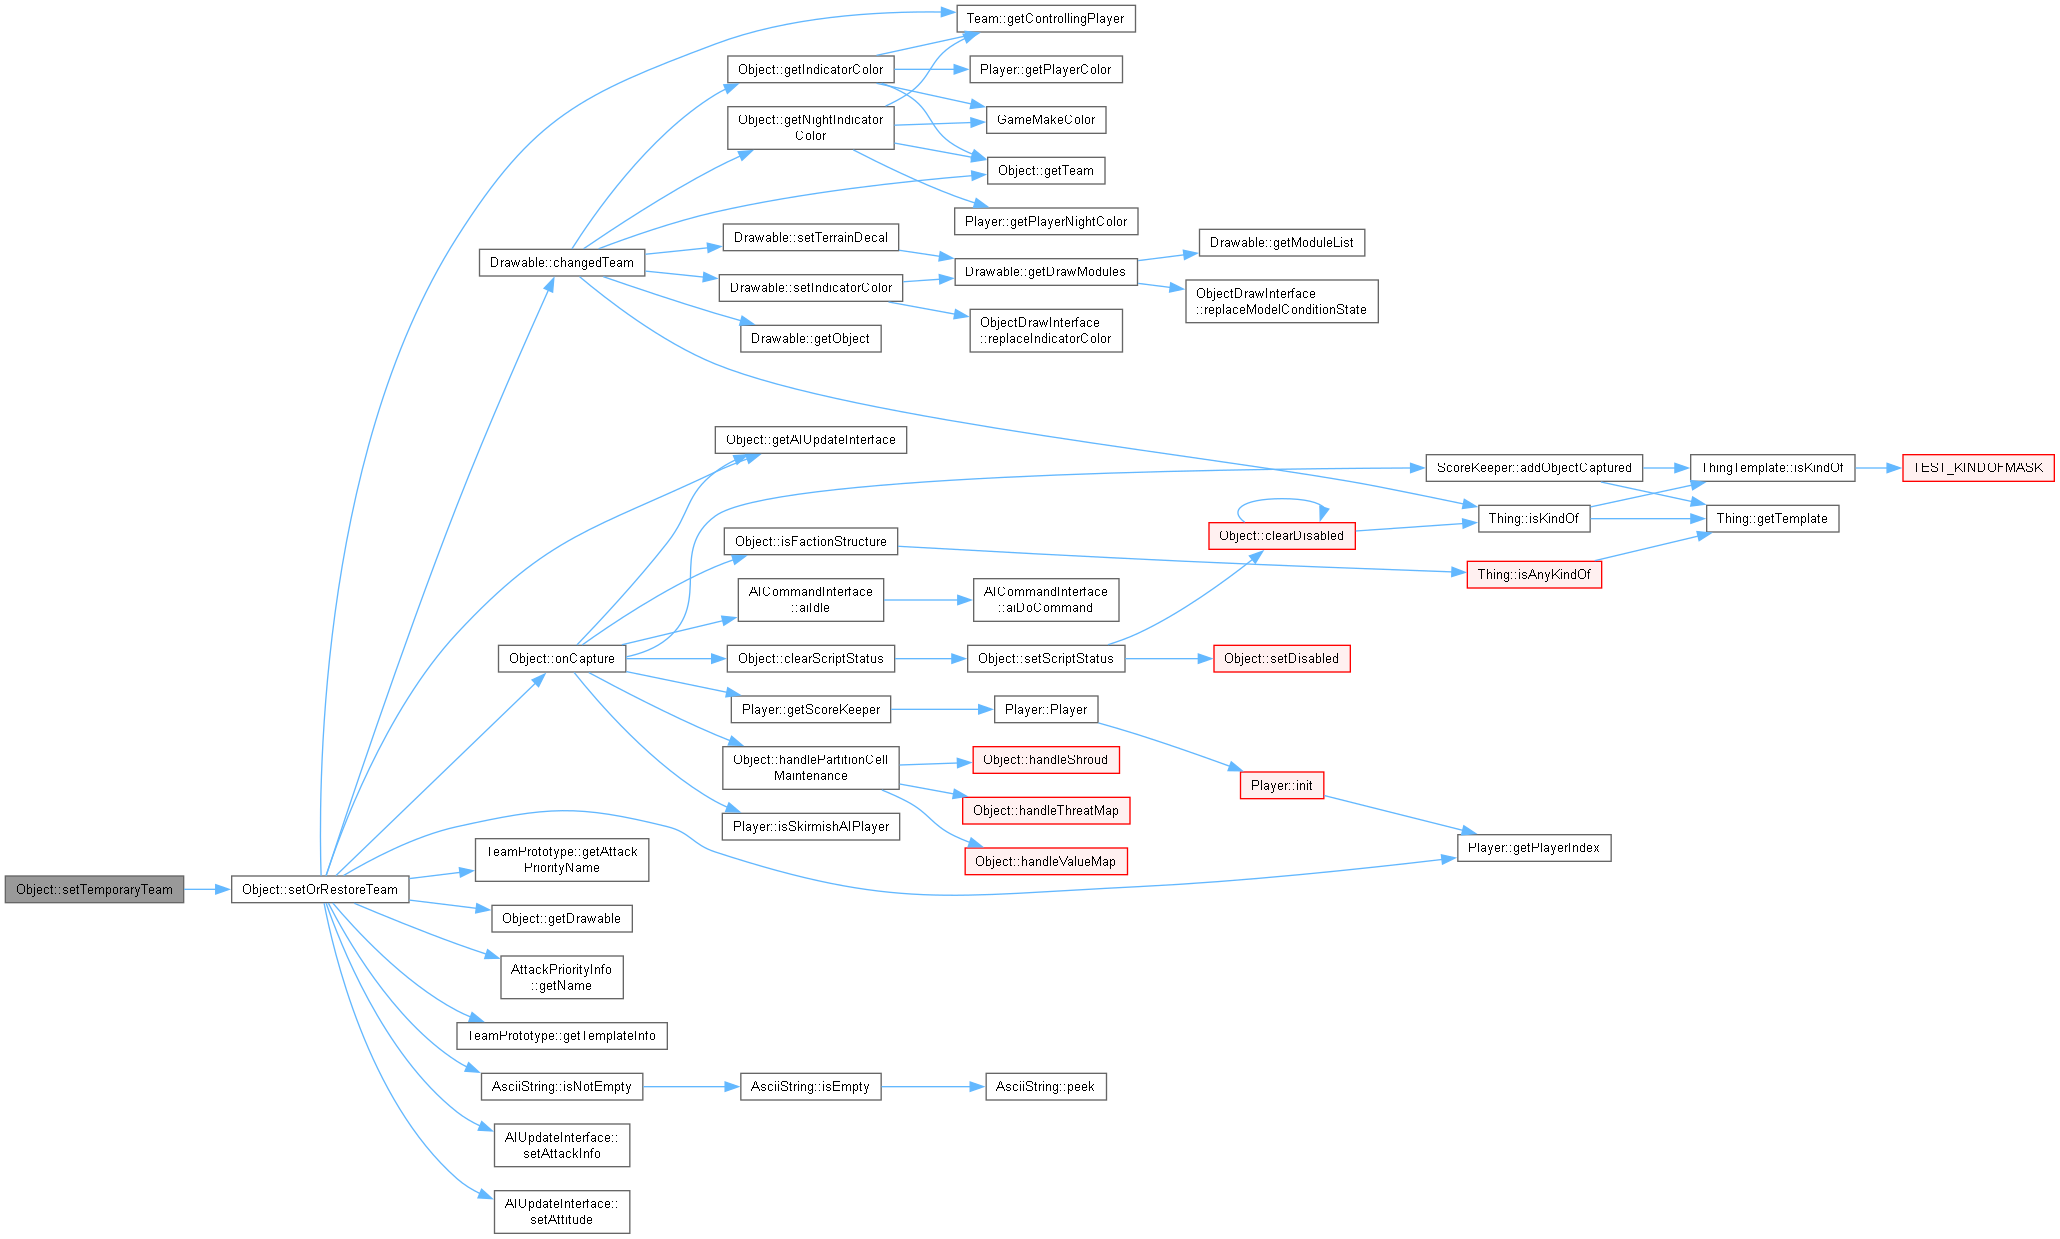 Team::getControllingPlayer
Object::getIndicatorColor
Player::getPlayerColor
Object::getNightIndicator
Color
GameMakeColor
Object::getTeam
Player::getPlayerNightColor
Drawable::setTerrainDecal
Drawable::getModuleList
Drawable::changedTeam
Drawable::getDrawModules
Drawable::setIndicatorColor
ObjectDrawInterface
::replaceModelConditionState
ObjectDrawInterface
::replaceIndicatorColor
Drawable::getObject
Object::getAIUpdateInterface
ScoreKeeper::addObjectCaptured
ThingTemplate::isKindOf
TEST_KINDOFMASK
Thing::isKindOf
Thing::getTemplate
Object::clearDisabled
Object::isFactionStructure
Thing::isAnyKindOf
AICommandInterface
::aiIdle
AICommandInterface
::aiDoCommand
Object::onCapture
Object::clearScriptStatus
Object::setScriptStatus
Object::setDisabled
Player::getScoreKeeper
Player::Player
Object::handlePartitionCell
Maintenance
Object::handleShroud
Player::init
Object::handleThreatMap
Player::isSkirmishAIPlayer
Object::handleValueMap
Player::getPlayerIndex
TeamPrototype::getAttack
PriorityName
Object::setTemporaryTeam
Object::setOrRestoreTeam
Object::getDrawable
AttackPriorityInfo
::getName
TeamPrototype::getTemplateInfo
AsciiString::isNotEmpty
AsciiString::isEmpty
AsciiString::peek
AIUpdateInterface::
setAttackInfo
AIUpdateInterface::
setAttitude